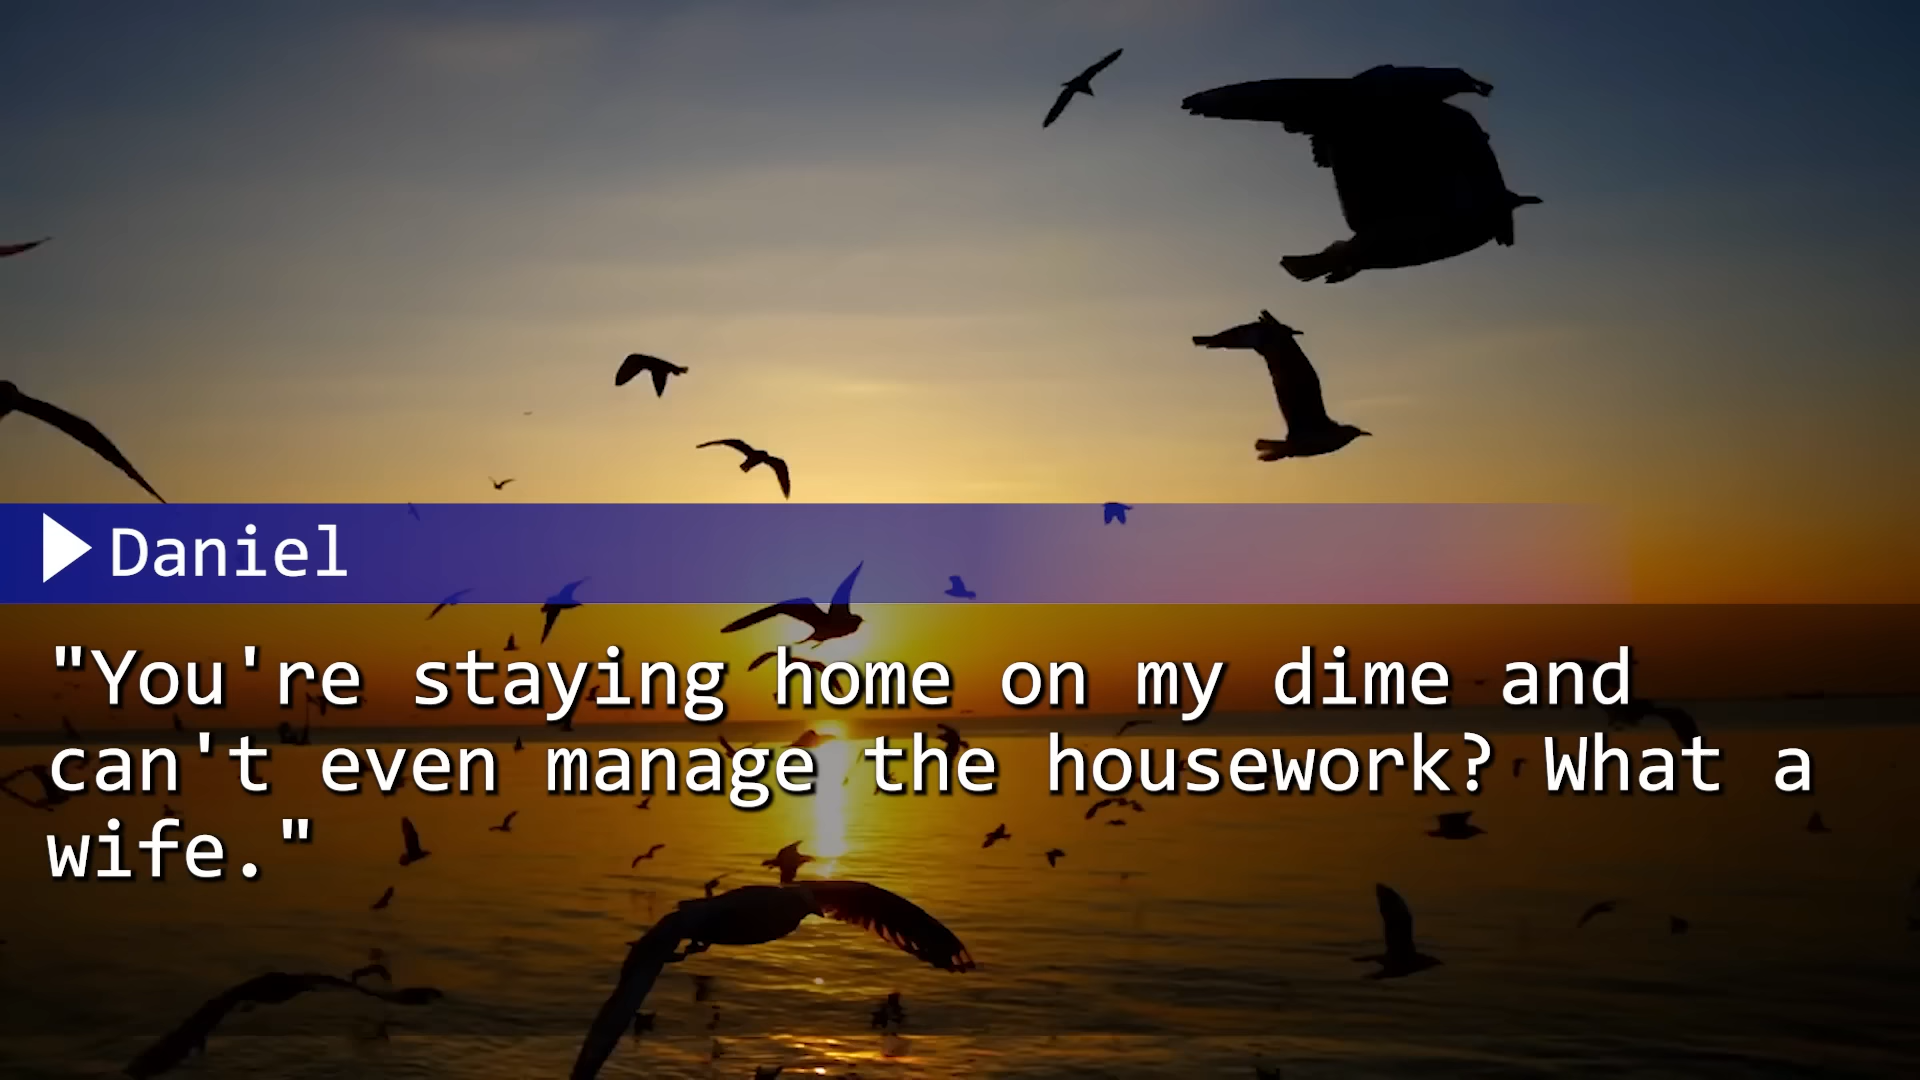 Daniel
"You're staying home on my dime and
can't even manage the housework? What a
wife."